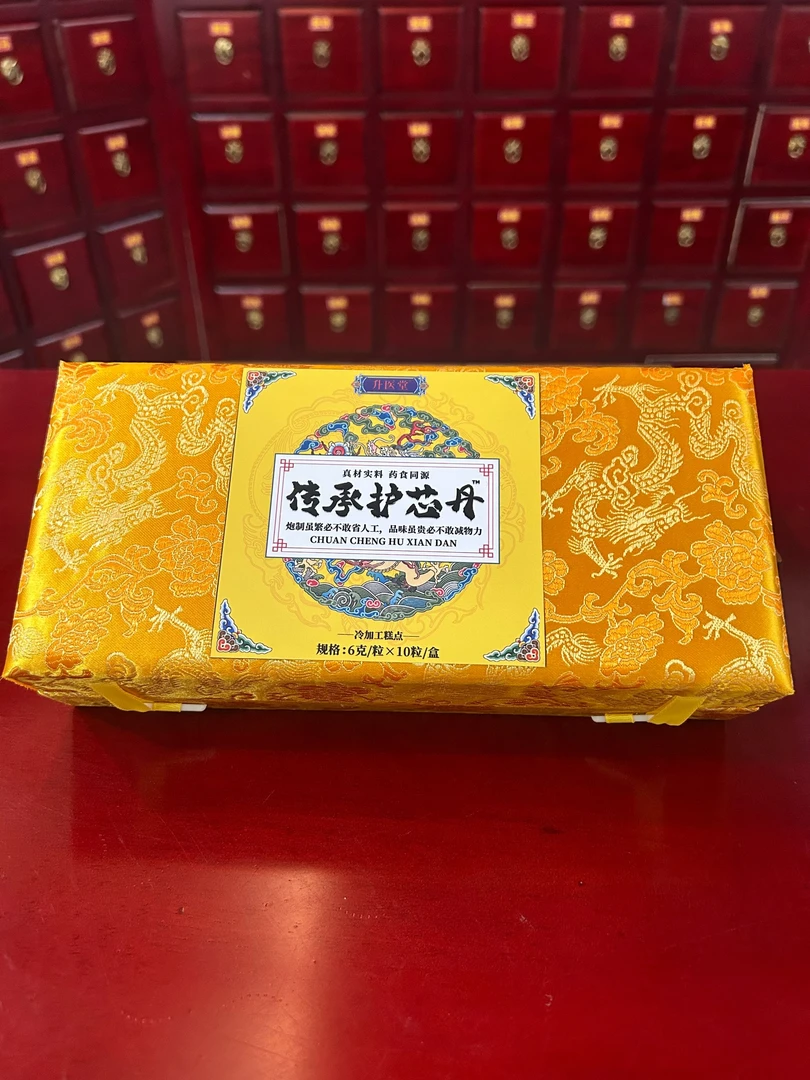 升医堂
真材实料 药食同源
传承护芯丹™
炮制虽繁必不敢省人工，品味虽贵必不敢减物力
CHUAN CHENG HU XIAN DAN
冷加工糕点
规格：6克/粒×10粒/盒